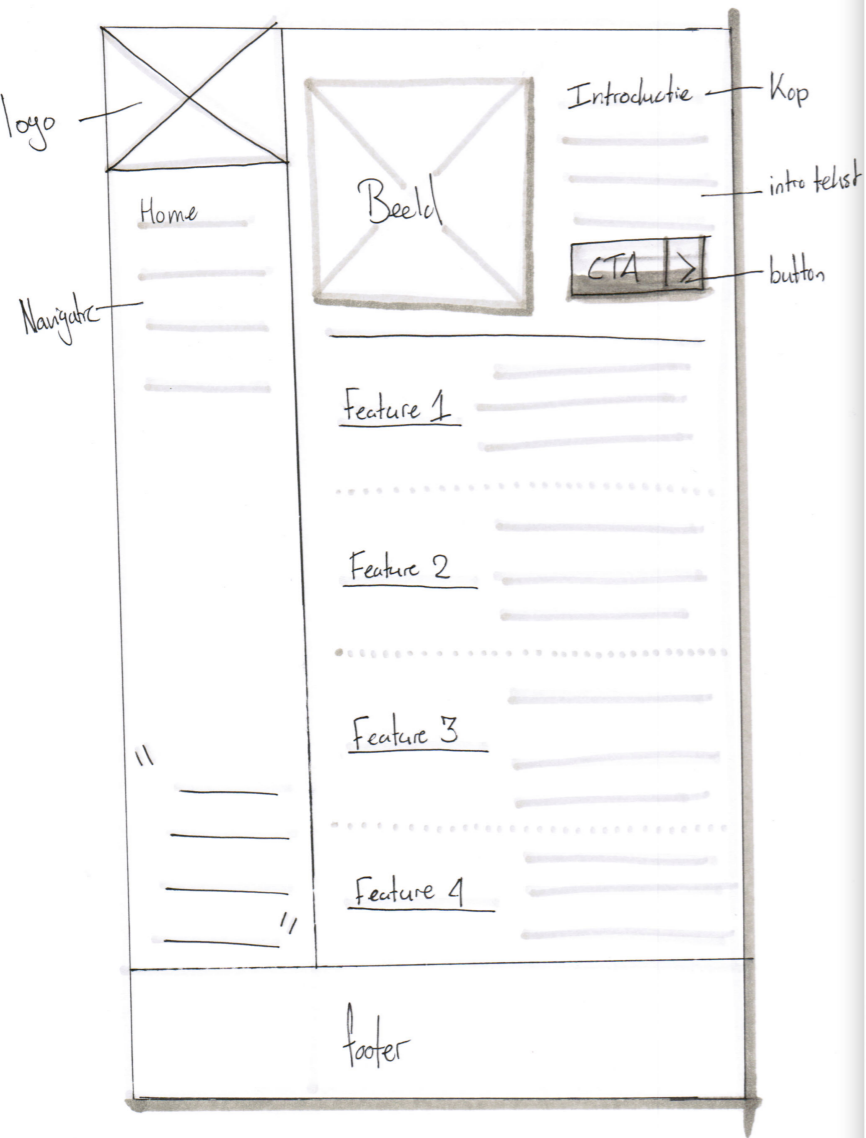 logo
Home
Navigatie
Beeld
Introductie
Kop
intro tekst
CTA >
button
Feature 1
Feature 2
Feature 3
Feature 4
"
"
footer